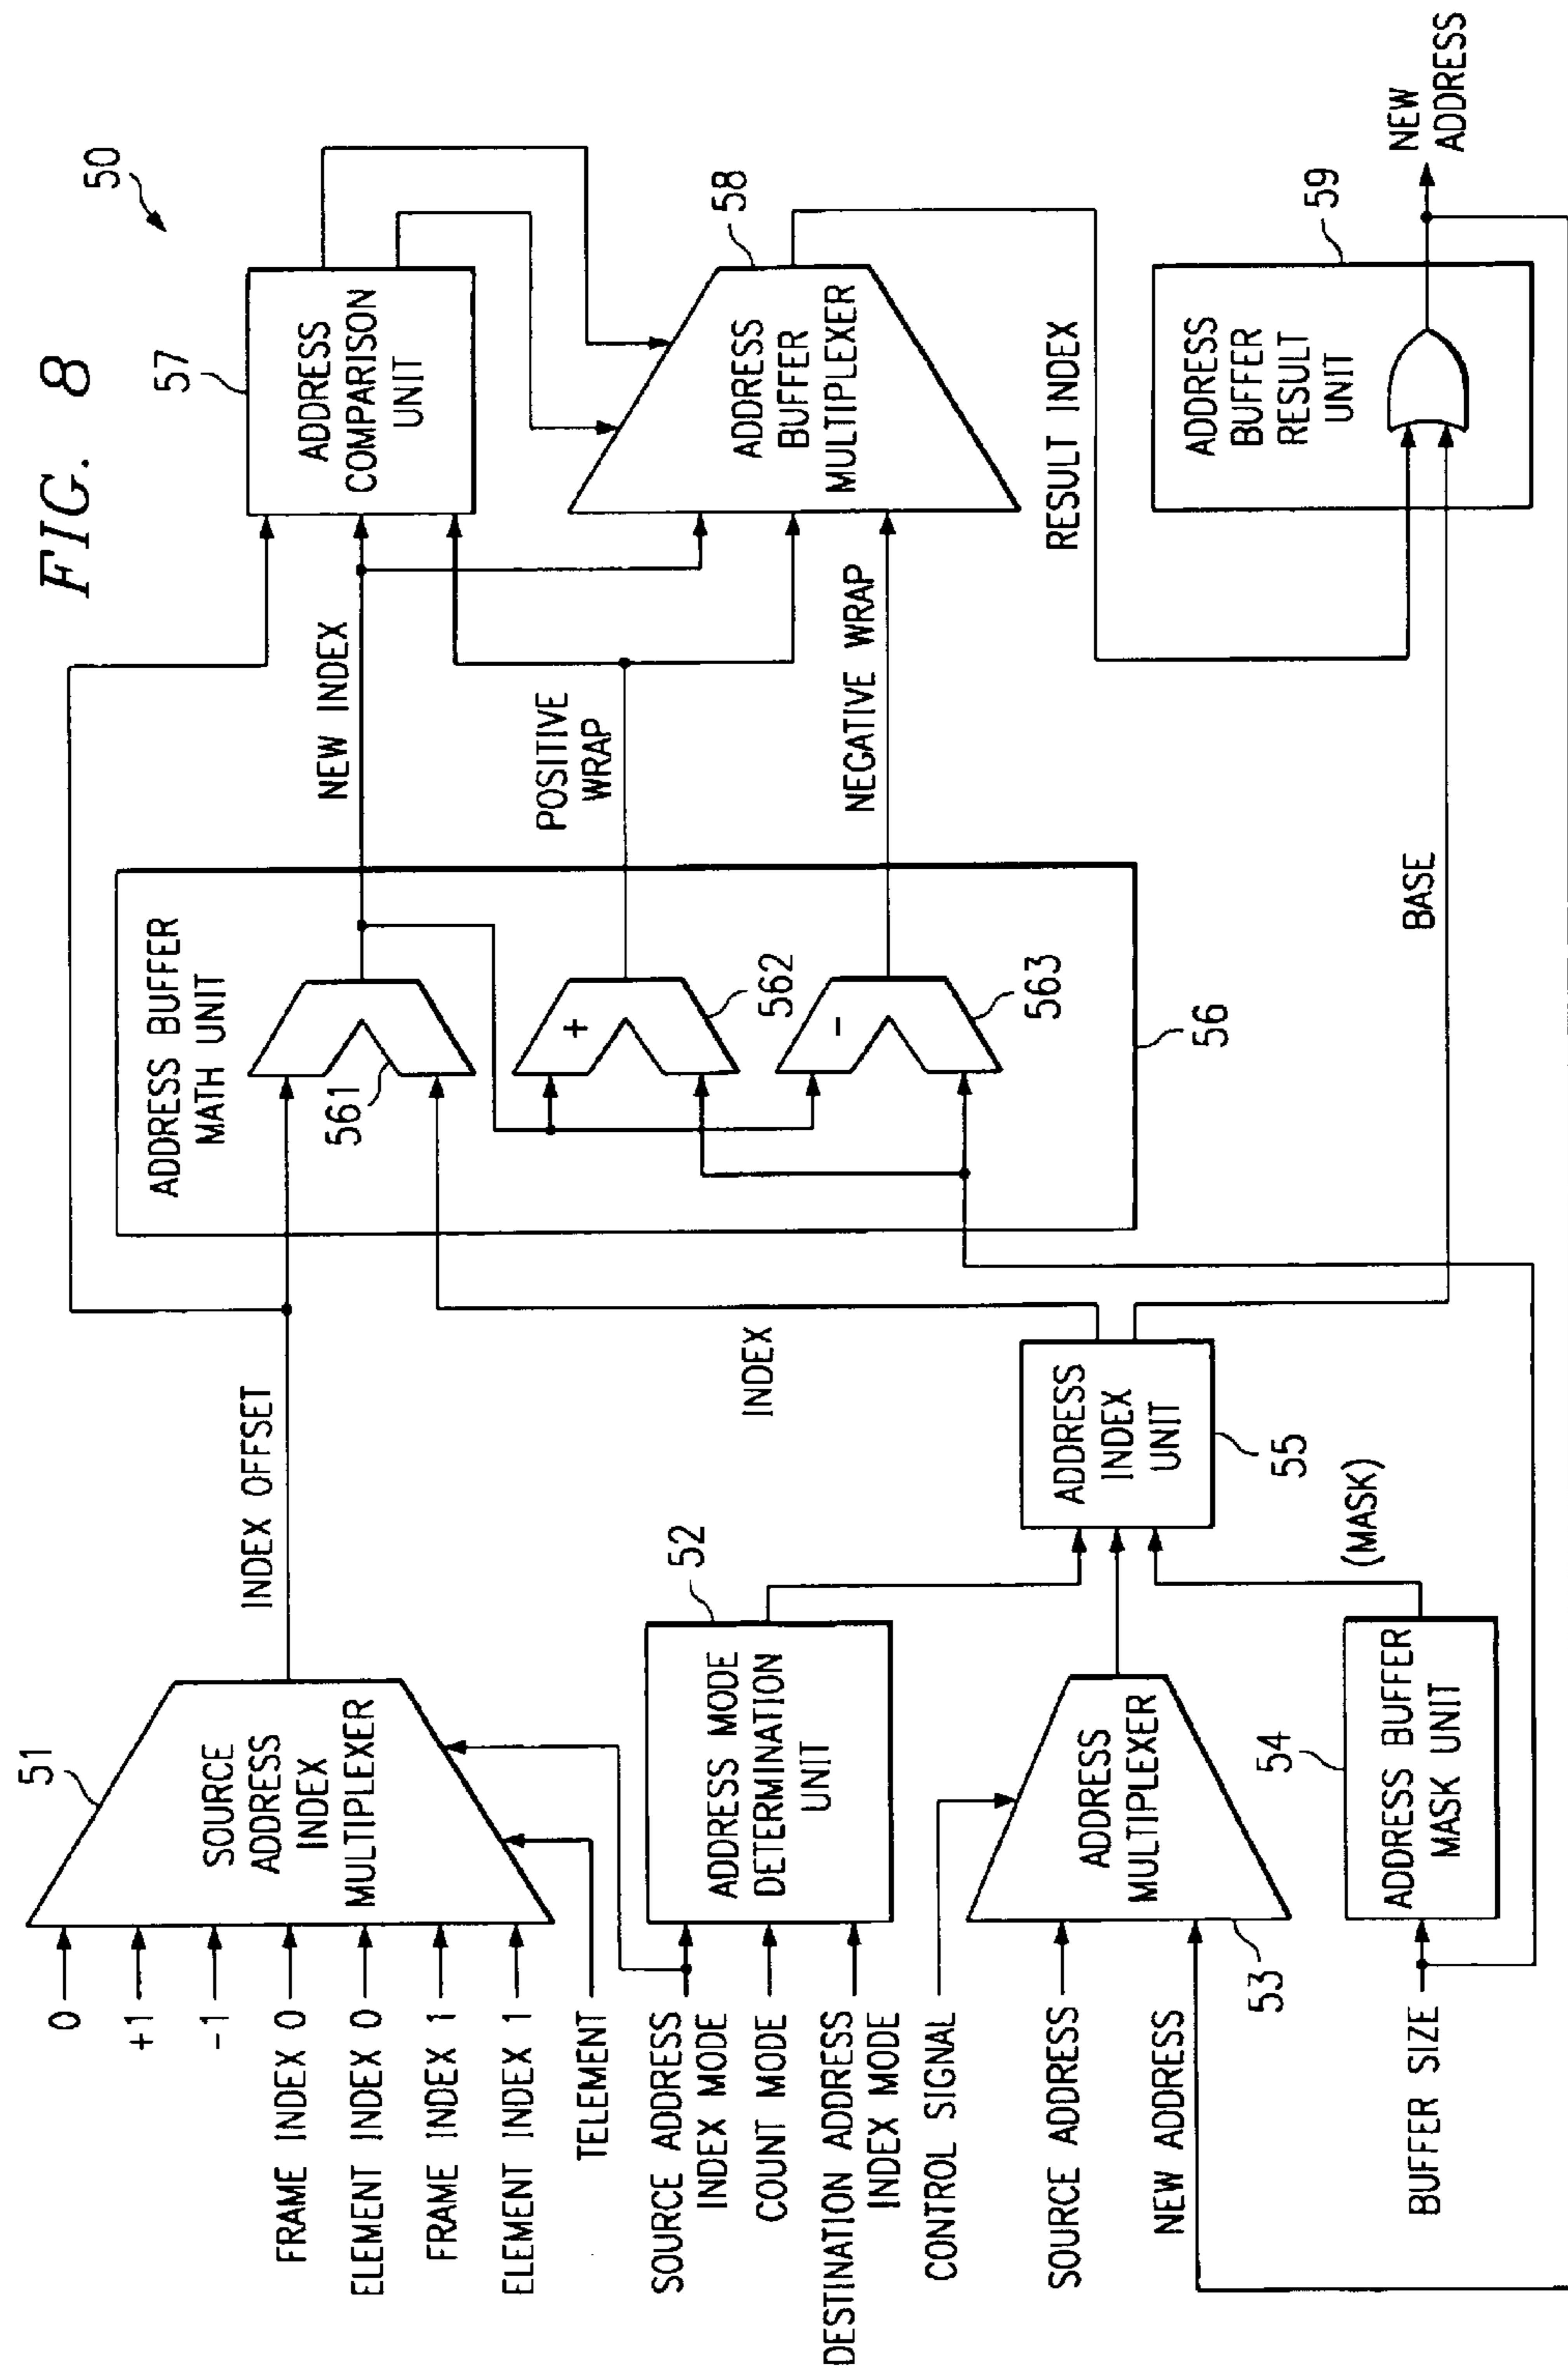 FIG. 8
50
0
+1
-1
FRAME INDEX 0
ELEMENT INDEX 0
FRAME INDEX 1
ELEMENT INDEX 1
TELEMENT
51
SOURCE
ADDRESS
INDEX
MULTIPLEXER
INDEX OFFSET
SOURCE ADDRESS
INDEX MODE
COUNT MODE
DESTINATION ADDRESS
INDEX MODE
52
ADDRESS MODE
DETERMINATION
UNIT
CONTROL SIGNAL
SOURCE ADDRESS
NEW ADDRESS
53
ADDRESS
MULTIPLEXER
BUFFER SIZE
54
ADDRESS BUFFER
MASK UNIT
(MASK)
ADDRESS
INDEX
UNIT
55
INDEX
BASE
ADDRESS BUFFER
MATH UNIT
561
+
562
-
563
56
NEW INDEX
POSITIVE
WRAP
NEGATIVE WRAP
57
ADDRESS
COMPARISON
UNIT
58
ADDRESS
BUFFER
MULTIPLEXER
RESULT INDEX
59
ADDRESS
BUFFER
RESULT
UNIT
NEW
ADDRESS